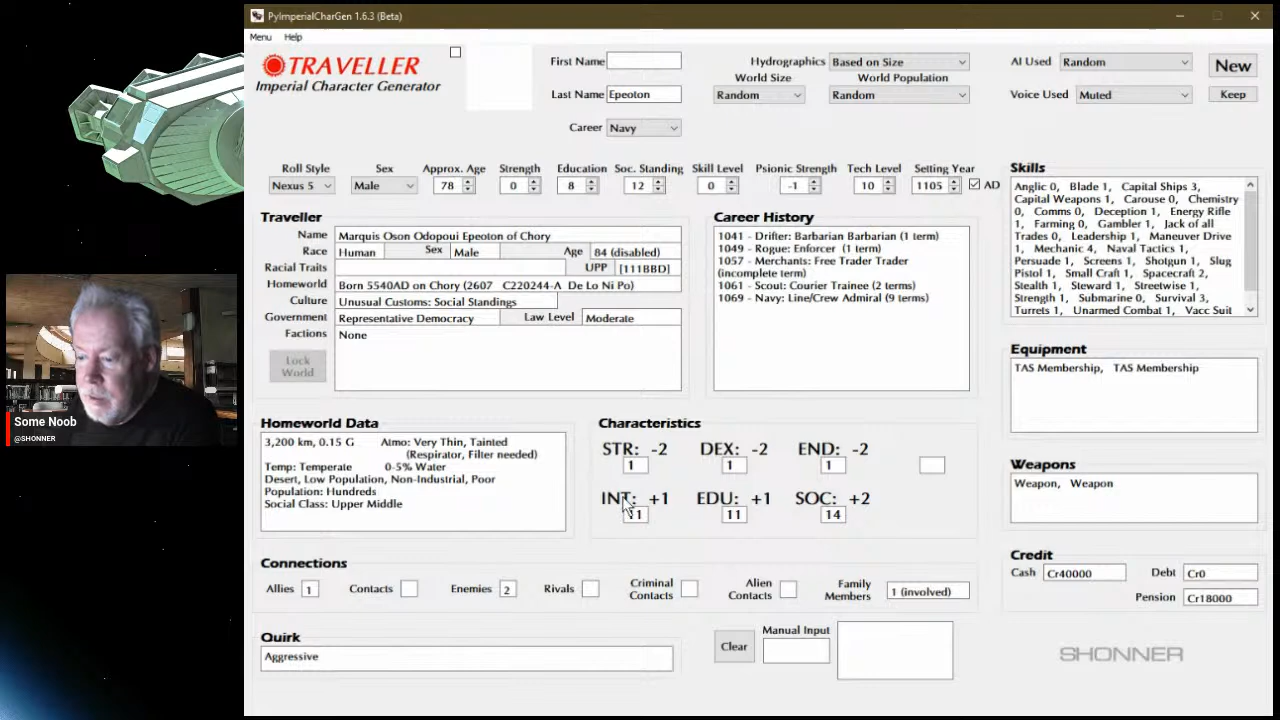 PyImperialCharGen 1.6.3 (Beta)
Menu Help
TRAVELLER
Imperial Character Generator
First Name
Last Name Epeoton
Career Navy
Hydrographics Based on Size
World Size World Population
Random Random
AI Used Random
New
Voice Used Muted
Keep
Roll Style Sex Approx. Age Strength Education Soc. Standing Skill Level Psionic Strength Tech Level Setting Year
Nexus 5 Male 78 0 8 12 0 -1 10 1105 AD
Traveller
Name Marquis Oson Odopoui Epeoton of Chory
Race Human Sex Male Age 84 (disabled)
Racial Traits UPP [111BBD]
Homeworld Born 5540AD on Chory (2607 C220244-A De Lo Ni Po)
Culture Unusual Customs: Social Standings
Government Representative Democracy Law Level Moderate
Factions None
Lock
World
Career History
1041 - Drifter: Barbarian Barbarian (1 term)
1049 - Rogue: Enforcer (1 term)
1057 - Merchants: Free Trader Trader
(incomplete term)
1061 - Scout: Courier Trainee (2 terms)
1069 - Navy: Line/Crew Admiral (9 terms)
Skills
Anglic 0, Blade 1, Capital Ships 3,
Capital Weapons 1, Carouse 0, Chemistry
0, Comms 0, Deception 1, Energy Rifle
1, Farming 0, Gambler 1, Jack of all
Trades 0, Leadership 1, Maneuver Drive
1, Mechanic 4, Naval Tactics 1,
Persuade 1, Screens 1, Shotgun 1, Slug
Pistol 1, Small Craft 1, Spacecraft 2,
Stealth 1, Steward 1, Streetwise 1,
Strength 1, Submarine 0, Survival 3,
Turrets 1, Unarmed Combat 1, Vacc Suit
Equipment
TAS Membership, TAS Membership
Homeworld Data
3,200 km, 0.15 G Atmo: Very Thin, Tainted
(Respirator, Filter needed)
Temp: Temperate 0-5% Water
Desert, Low Population, Non-Industrial, Poor
Population: Hundreds
Social Class: Upper Middle
Characteristics
STR: -2 DEX: -2 END: -2
1 1 1
INT: +1 EDU: +1 SOC: +2
11 11 14
Weapons
Weapon, Weapon
Credit
Cash Cr40000 Debt Cr0
Pension Cr18000
Connections
Allies 1 Contacts Enemies 2 Rivals Criminal Contacts Alien Contacts Family Members 1 (involved)
Quirk
Aggressive
Clear
Manual Input
SHONNER
Some Noob
@SHONNER